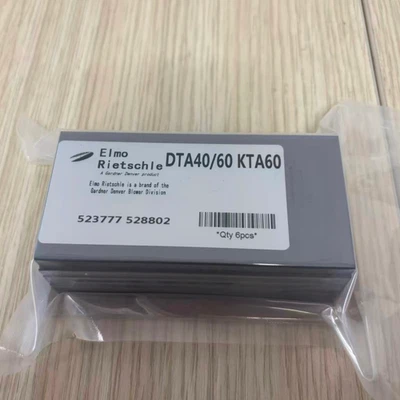 Elmo
Rietschle
A Gardner Denver product
DTA40/60 KTA60
Elmo Rietschle is a brand of the
Gardner Denver Blower Division
523777 528802
*Qty 6pcs*